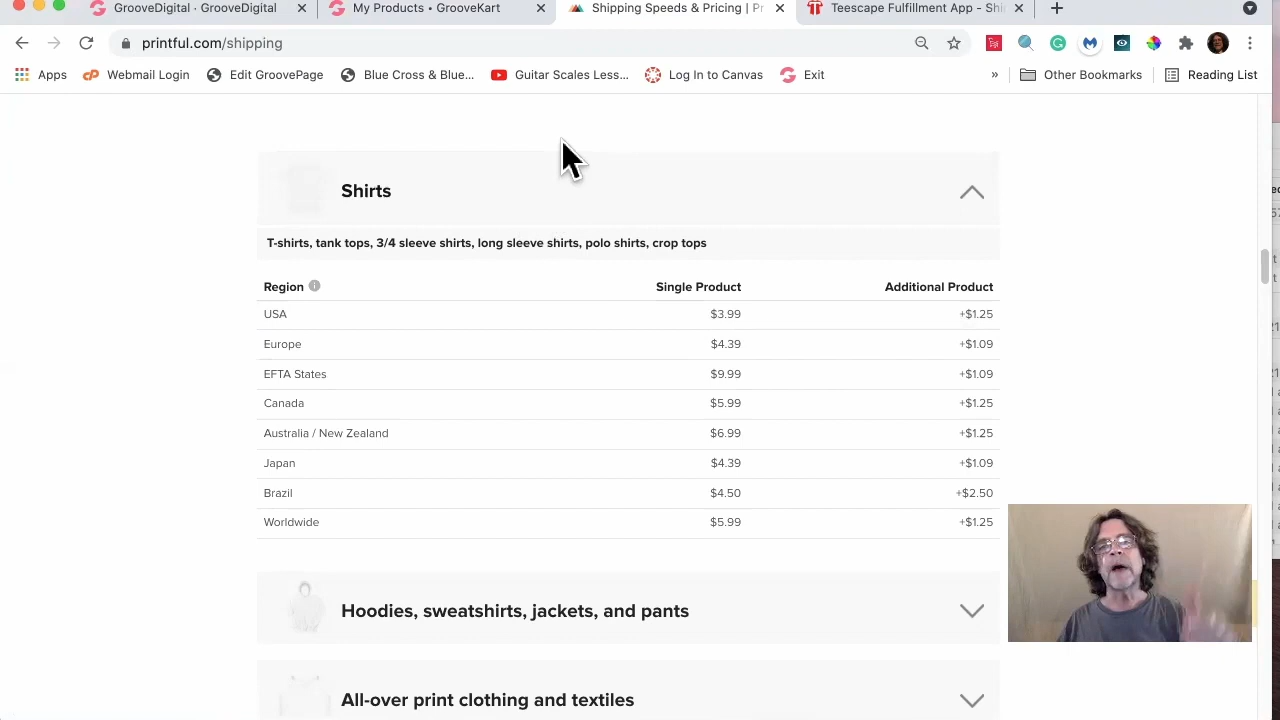 GrooveDigital · GrooveDigital
My Products • GrooveKart
Shipping Speeds & Pricing | Pr
Teescape Fulfillment App - Shi
printful.com/shipping
Apps
Webmail Login
Edit GroovePage
Blue Cross & Blue...
Guitar Scales Less...
Log In to Canvas
Exit
»
Other Bookmarks
Reading List
Shirts
T-shirts, tank tops, 3/4 sleeve shirts, long sleeve shirts, polo shirts, crop tops
Region Single Product Additional Product
USA $3.99 +$1.25
Europe $4.39 +$1.09
EFTA States $9.99 +$1.09
Canada $5.99 +$1.25
Australia / New Zealand $6.99 +$1.25
Japan $4.39 +$1.09
Brazil $4.50 +$2.50
Worldwide $5.99 +$1.25
Hoodies, sweatshirts, jackets, and pants
All-over print clothing and textiles